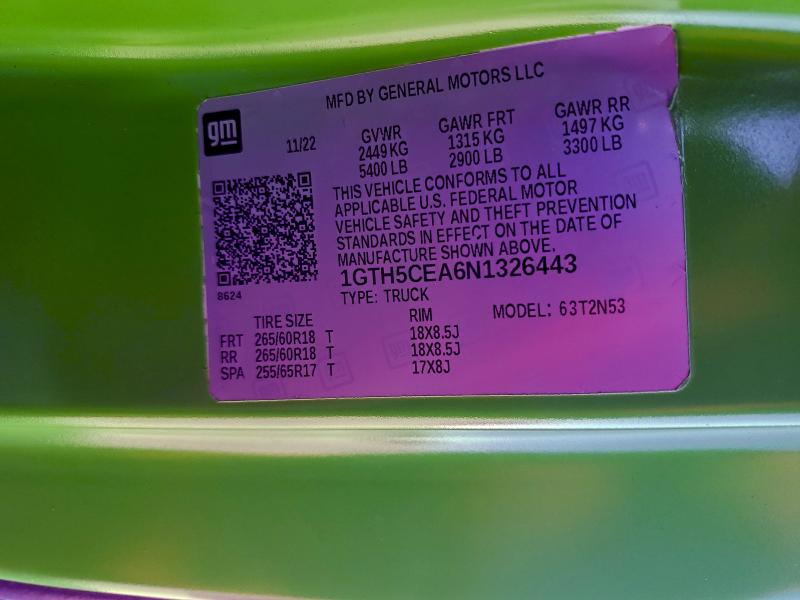 MFD BY GENERAL MOTORS LLC
gm
11/22
GVWR GAWR FRT GAWR RR
2449 KG 1315 KG 1497 KG
5400 LB 2900 LB 3300 LB
THIS VEHICLE CONFORMS TO ALL
APPLICABLE U.S. FEDERAL MOTOR
VEHICLE SAFETY AND THEFT PREVENTION
STANDARDS IN EFFECT ON THE DATE OF
MANUFACTURE SHOWN ABOVE.
1GTH5CEA6N1326443
8624
TYPE: TRUCK
TIRE SIZE RIM MODEL: 63T2N53
FRT 265/60R18 T 18X8.5J
RR 265/60R18 T 18X8.5J
SPA 255/65R17 T 17X8J